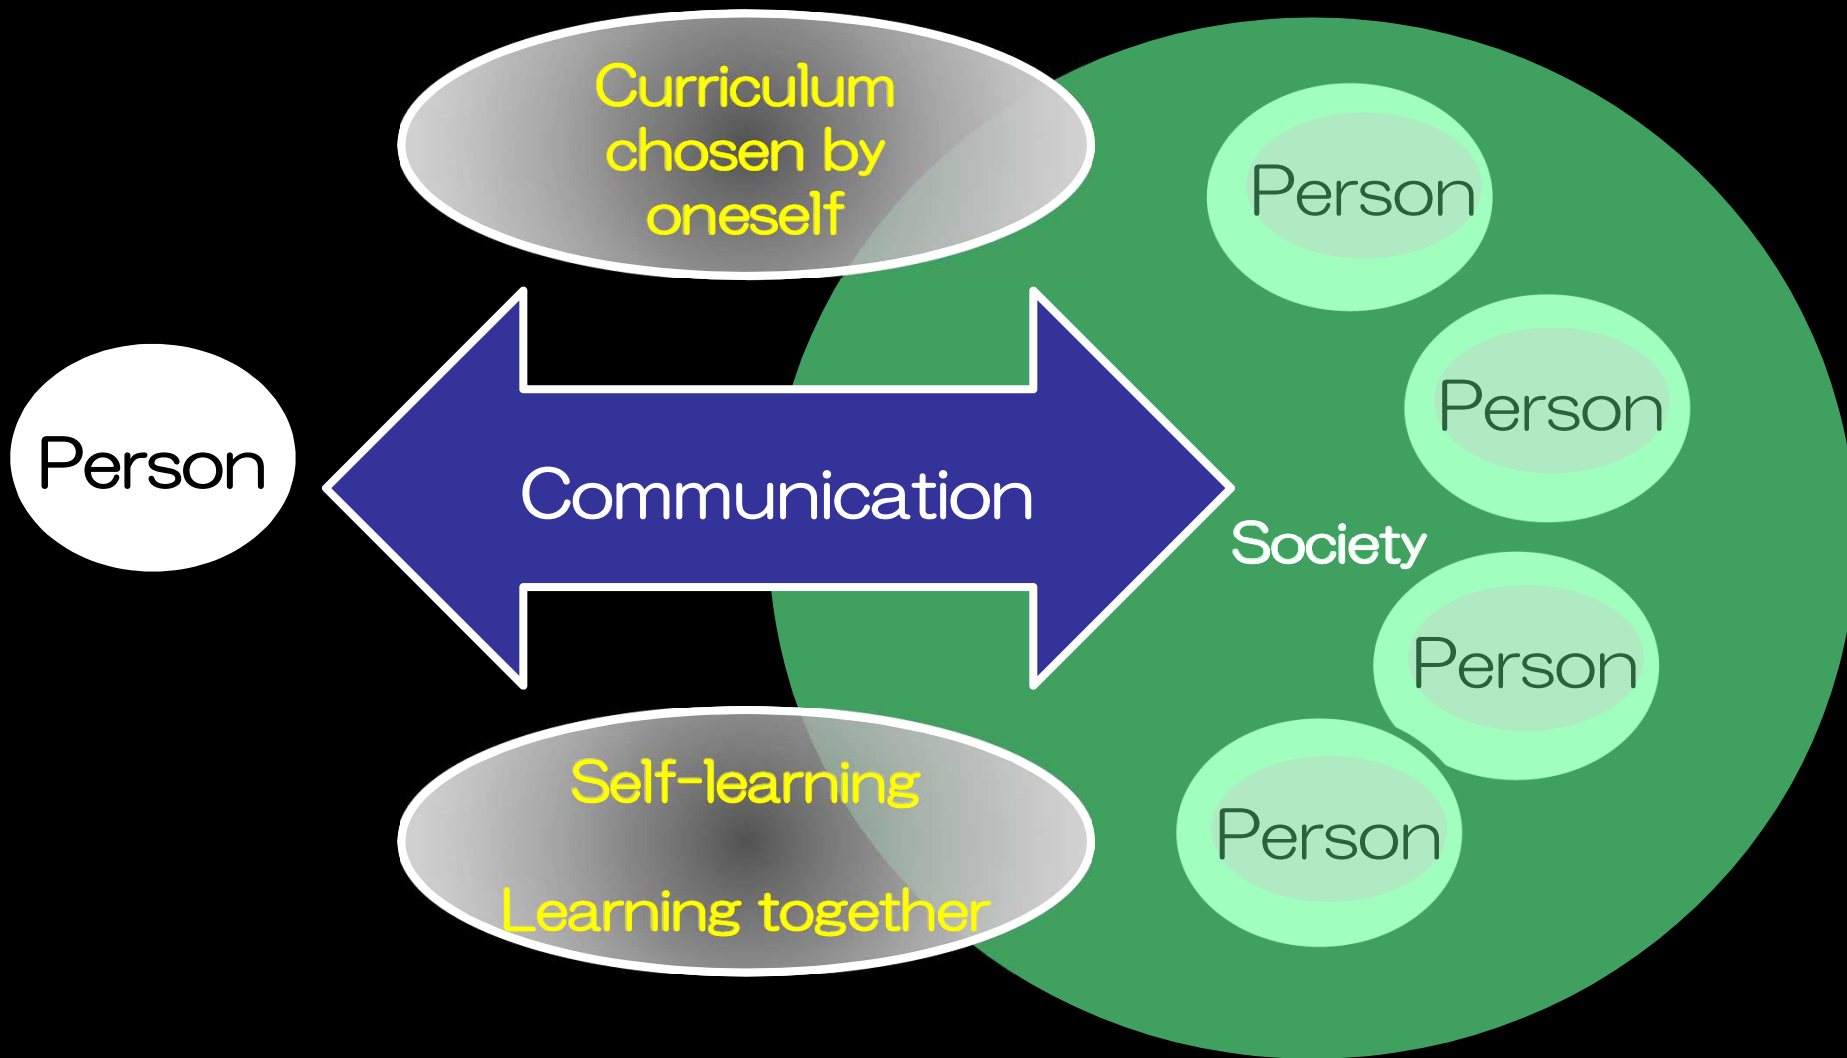 Curriculum
chosen by
oneself
Person
Person
Person
Communication
Society
Person
Self-learning
Person
Learning together